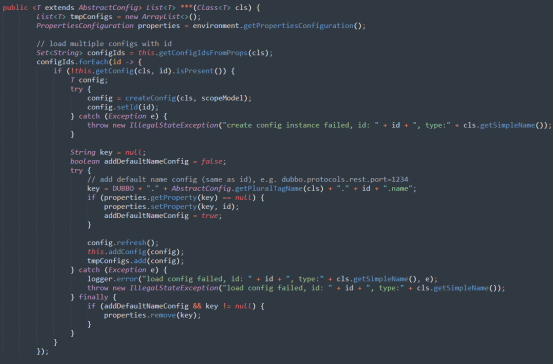 public <T extends AbstractConfig> List<T> ***(Class<T> cls) {
List<T> tmpConfigs = new ArrayList<>();
PropertiesConfiguration properties = environment.getPropertiesConfiguration();
// load multiple configs with id
Set<String> configIds = this.getConfigIdsFromProps(cls);
configIds.forEach(id -> {
if (!this.getConfig(cls, id).isPresent()) {
T config;
try {
config = createConfig(cls, scopeModel);
config.setId(id);
} catch (Exception e) {
throw new IllegalStateException("create config instance failed, id: " + id + ", type:" + cls.getSimpleName());
}
String key = null;
boolean addDefaultNameConfig = false;
try {
// add default name config (same as id), e.g. dubbo.protocols.rest.port=1234
key = DUBBO + "." + AbstractConfig.getPluralTagName(cls) + "." + id + ".name";
if (properties.getProperty(key) == null) {
properties.setProperty(key, id);
addDefaultNameConfig = true;
}
config.refresh();
this.addConfig(config);
tmpConfigs.add(config);
} catch (Exception e) {
logger.error("load config failed, id: " + id + ", type:" + cls.getSimpleName(), e);
throw new IllegalStateException("load config failed, id: " + id + ", type:" + cls.getSimpleName());
} finally {
if (addDefaultNameConfig && key != null) {
properties.remove(key);
}
}
}
});